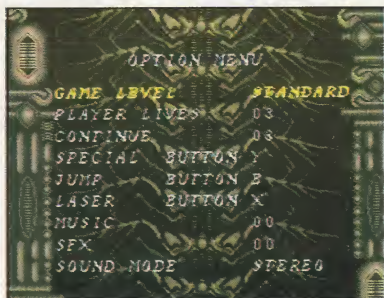 OPTION MENU
GAME LEVEL STANDARD
PLAYER LIVES 03
CONTINUE 03
SPECIAL BUTTON Y
JUMP BUTTON B
LASER BUTTON X
MUSIC 00
SFX 00
SOUND MODE STEREO